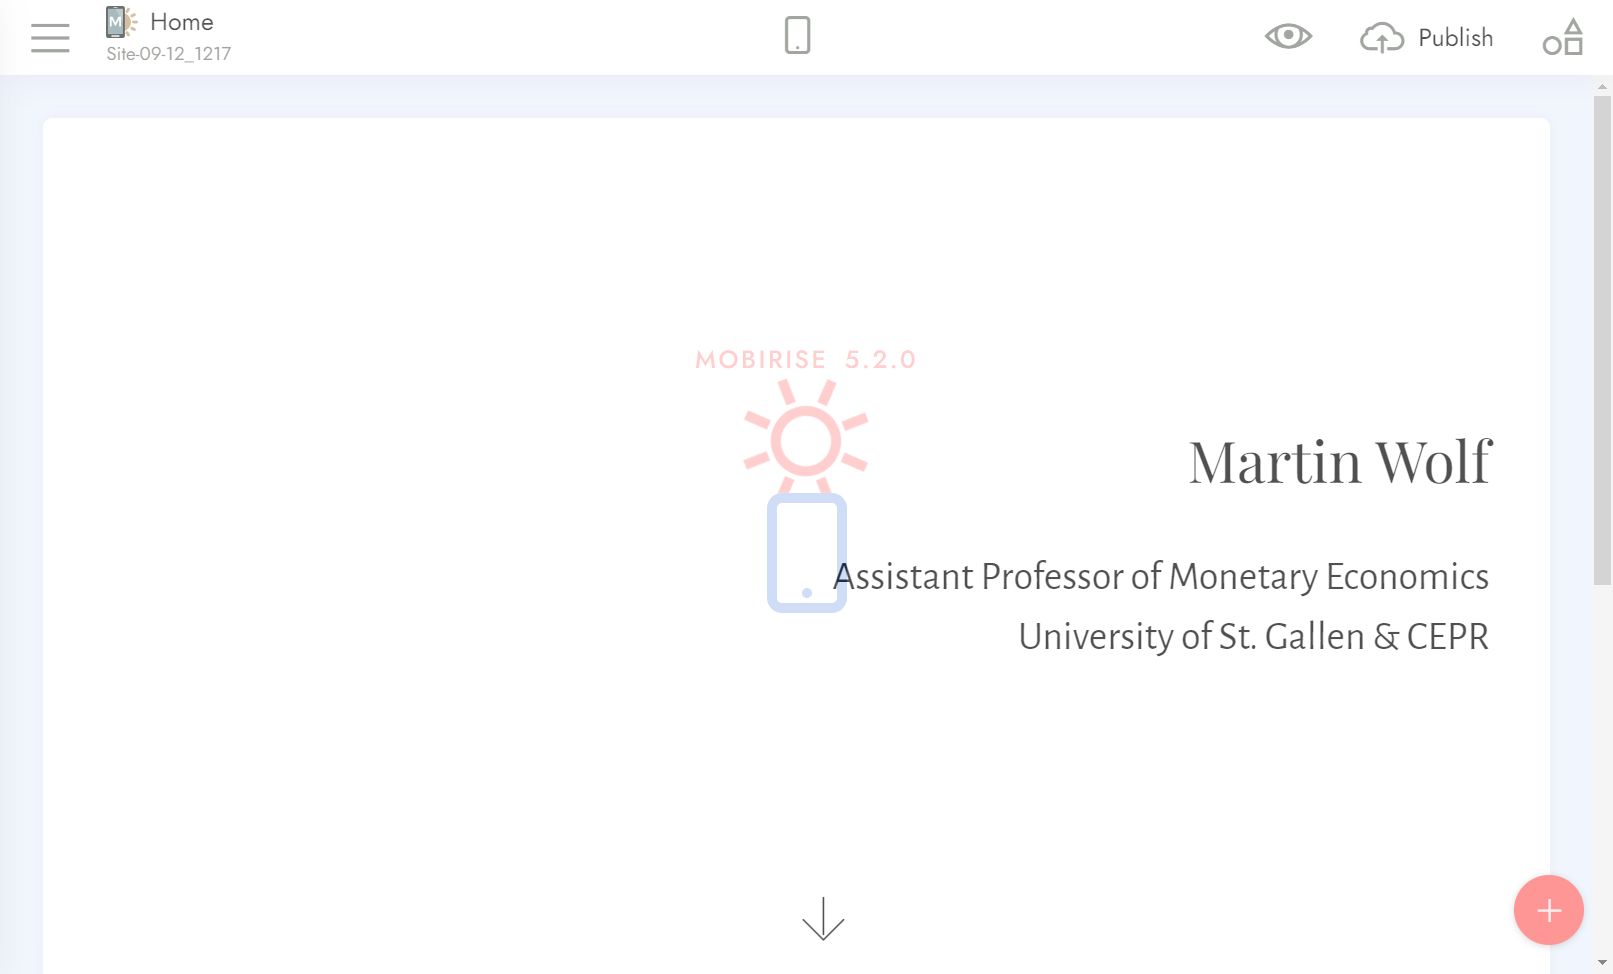 M
Home
Site-09-12_1217
Publish
MOBIRISE 5.2.0
Martin Wolf
Assistant Professor of Monetary Economics
University of St. Gallen & CEPR